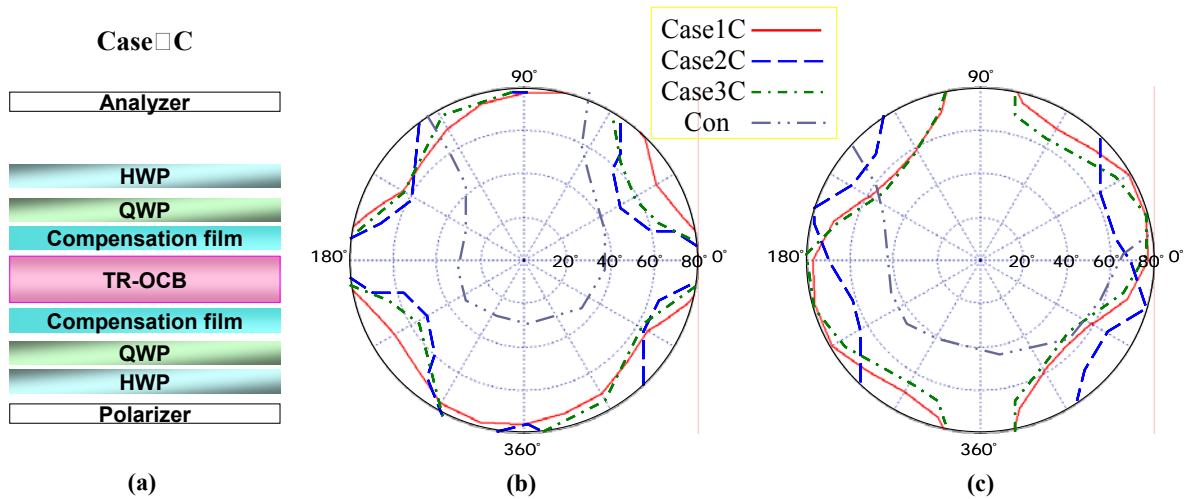 Case□C
Analyzer
HWP
QWP
Compensation film
TR-OCB
Compensation film
QWP
HWP
Polarizer
(a)
Case1C
Case2C
Case3C
Con
90°
180°
20° 40° 60° 80° 0°
360°
(b)
90°
180°
20° 40° 60° 80° 0°
360°
(c)